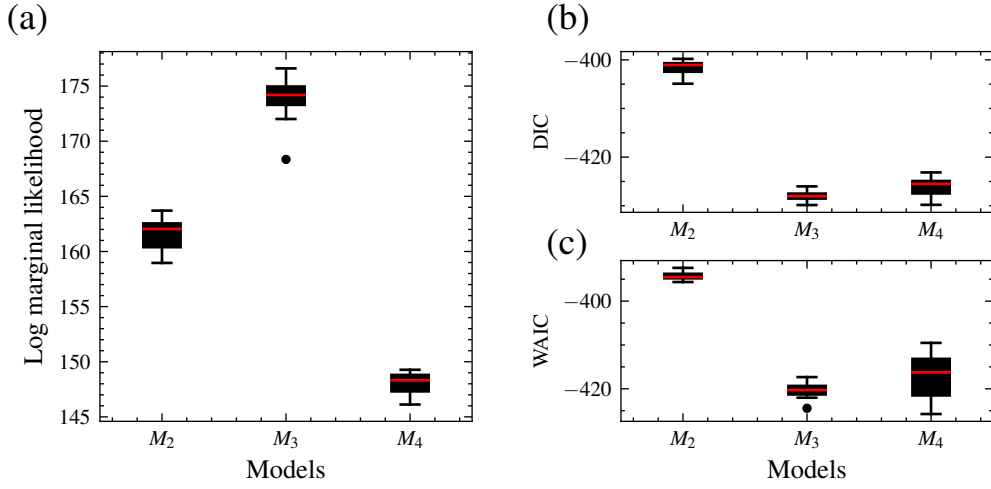 (a)
Log marginal likelihood
175
170
165
160
155
150
145
M2 M3 M4
Models
(b)
DIC
−400
−420
M2 M3 M4
(c)
WAIC
−400
−420
M2 M3 M4
Models